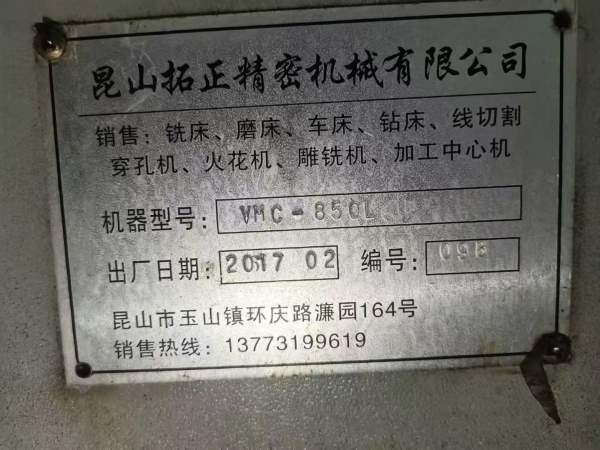 昆山拓正精密机械有限公司
销售：铣床、磨床、车床、钻床、线切割
穿孔机、火花机、雕铣机、加工中心机
机器型号: VMC-850L
出厂日期: 2017 02 编号:
昆山市玉山镇环庆路濂园164号
销售热线: 13773199619